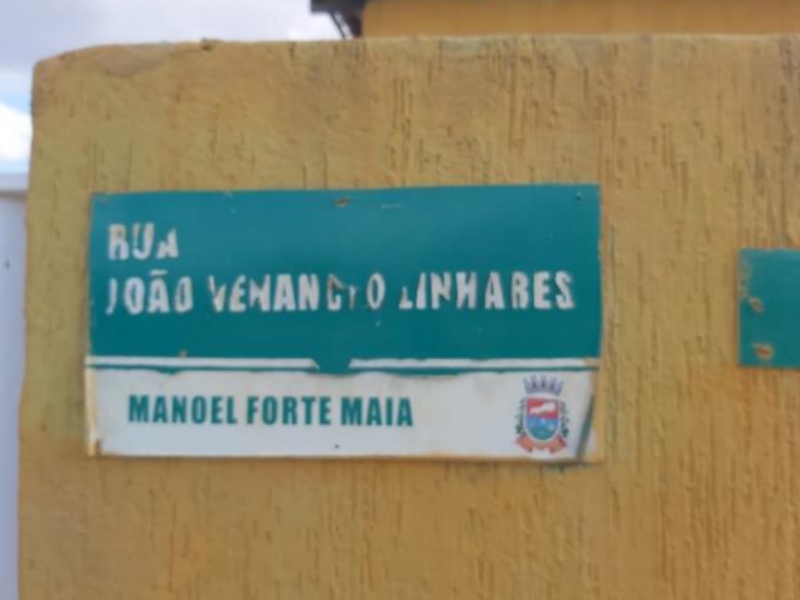 RUA
JOÃO VENANCIO LINHARES
MANOEL FORTE MAIA